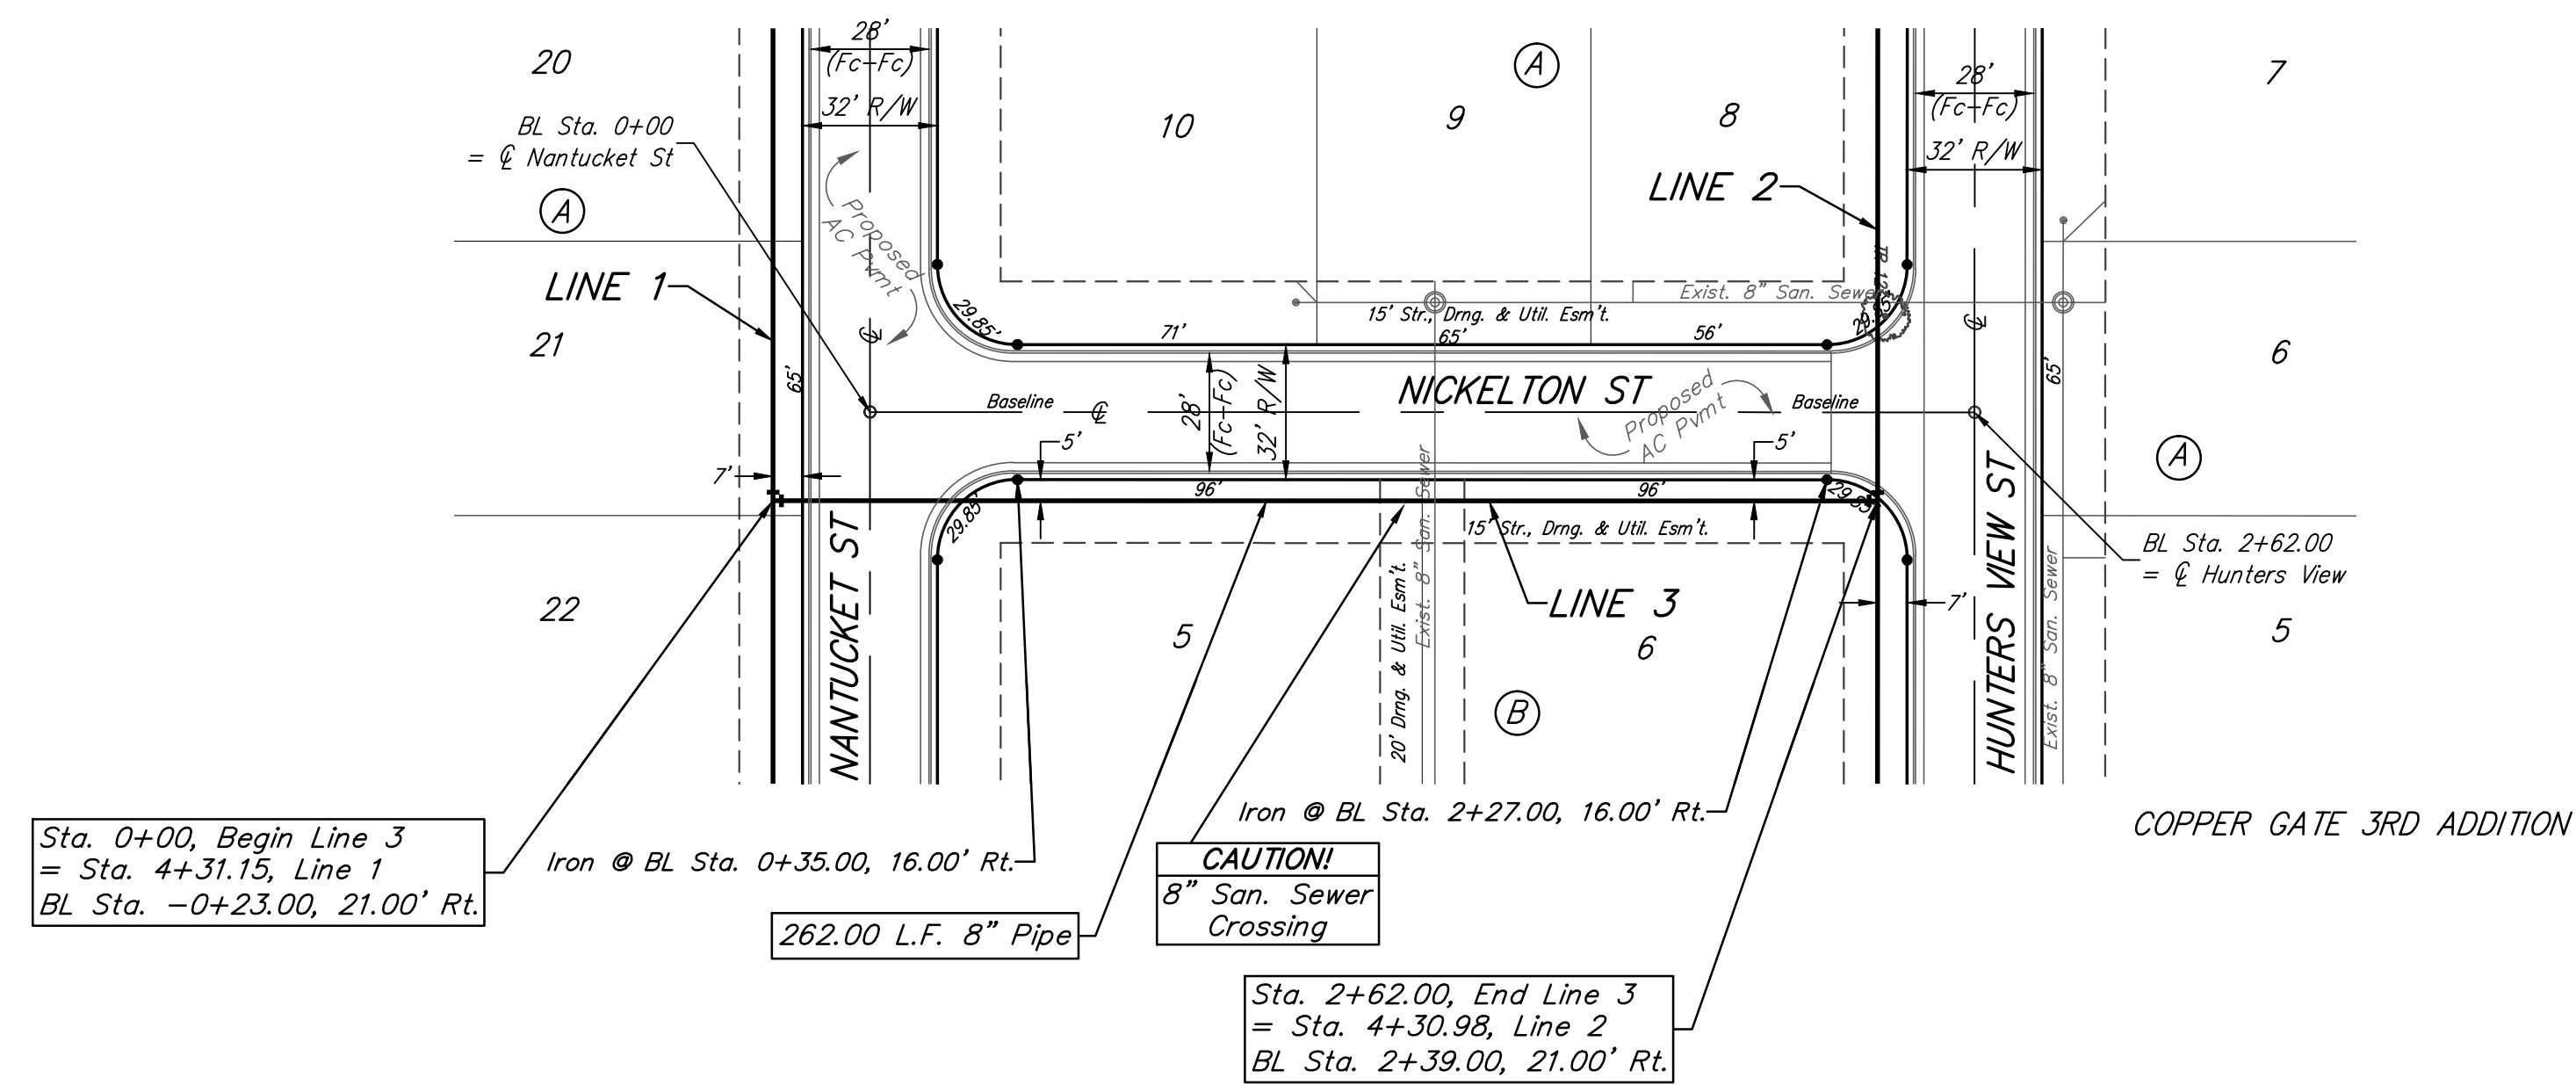 28'
(Fc-Fc)
32' R/W
20
A
7
28'
(Fc-Fc)
32' R/W
BL Sta. 0+00
= ℄ Nantucket St
10
9
8
A
Proposed
AC Pvmt
LINE 2
LINE 1
29.85'
Exist. 8" San. Sewer
15' Str., Drng. & Util. Esm't.
71'
65'
56'
℄
℄
21
65'
65'
6
Baseline
℄
28'
(Fc-Fc)
32' R/W
NICKELTON ST
Proposed
AC Pvmt
Baseline
5'
5'
7'
A
96'
96'
29.85'
29.85'
15' Str., Drng. & Util. Esm't.
BL Sta. 2+62.00
= ℄ Hunters View
NANTUCKET ST
HUNTERS VIEW ST
Exist. 8" San. Sewer
20' Drng. & Util. Esm't.
Exist. 8" San. Sewer
LINE 3
7'
22
5
6
5
B
Iron @ BL Sta. 2+27.00, 16.00' Rt.
COPPER GATE 3RD ADDITION
Sta. 0+00, Begin Line 3
= Sta. 4+31.15, Line 1
BL Sta. -0+23.00, 21.00' Rt.
Iron @ BL Sta. 0+35.00, 16.00' Rt.
CAUTION!
8" San. Sewer
Crossing
262.00 L.F. 8" Pipe
Sta. 2+62.00, End Line 3
= Sta. 4+30.98, Line 2
BL Sta. 2+39.00, 21.00' Rt.